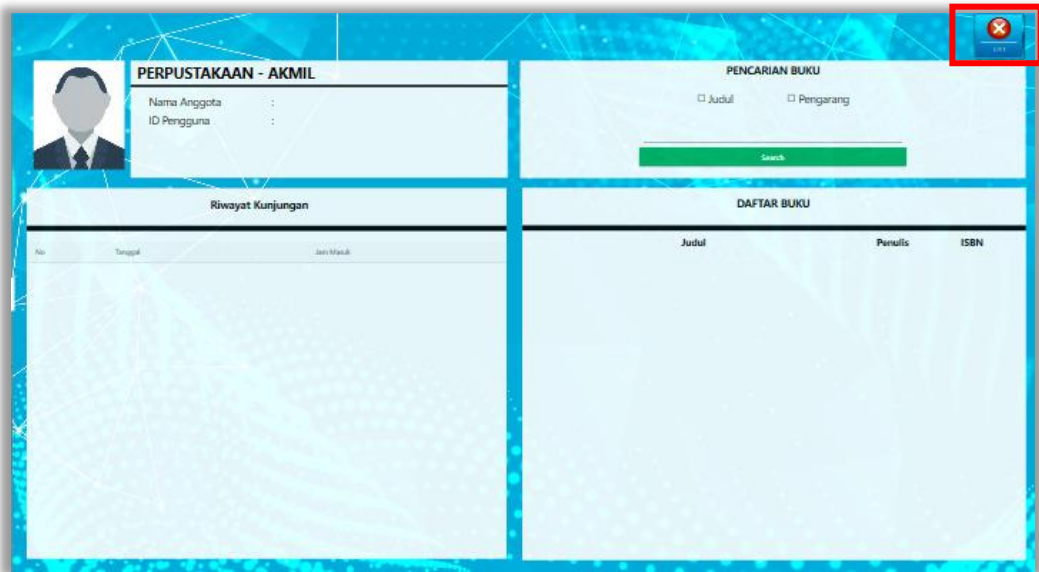 PERPUSTAKAAN - AKMIL
Nama Anggota :
ID Pengguna :
PENCARIAN BUKU
Judul Pengarang
Search
Riwayat Kunjungan
No Tanggal Jam Masuk
DAFTAR BUKU
Judul Penulis ISBN